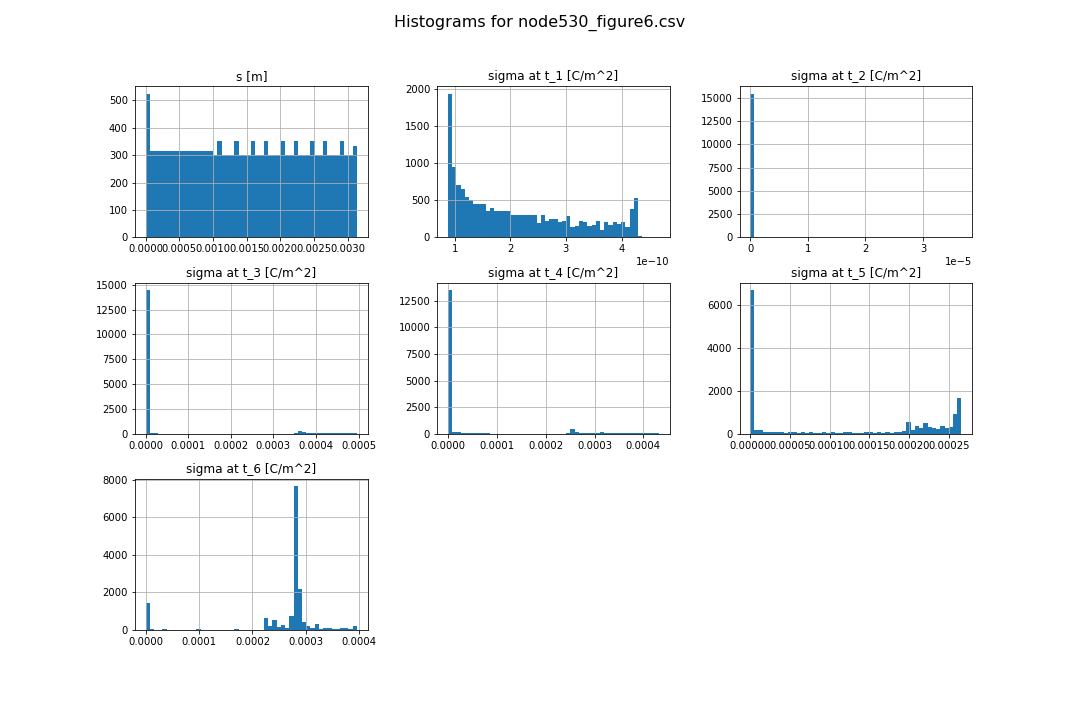 Histograms for node530_figure6.csv
s [m]
500
400
300
200
100
0
0.0000 0.0005 0.0010 0.0015 0.0020 0.0025 0.0030
sigma at t_1 [C/m^2]
2000
1500
1000
500
0
1 2 3 4
1e−10
sigma at t_2 [C/m^2]
15000
12500
10000
7500
5000
2500
0
0 1 2 3
1e−5
sigma at t_3 [C/m^2]
15000
12500
10000
7500
5000
2500
0
0.0000 0.0001 0.0002 0.0003 0.0004 0.0005
sigma at t_4 [C/m^2]
12500
10000
7500
5000
2500
0
0.0000 0.0001 0.0002 0.0003 0.0004
sigma at t_5 [C/m^2]
6000
4000
2000
0
0.00000 0.00005 0.00010 0.00015 0.00020 0.00025
sigma at t_6 [C/m^2]
8000
6000
4000
2000
0
0.0000 0.0001 0.0002 0.0003 0.0004